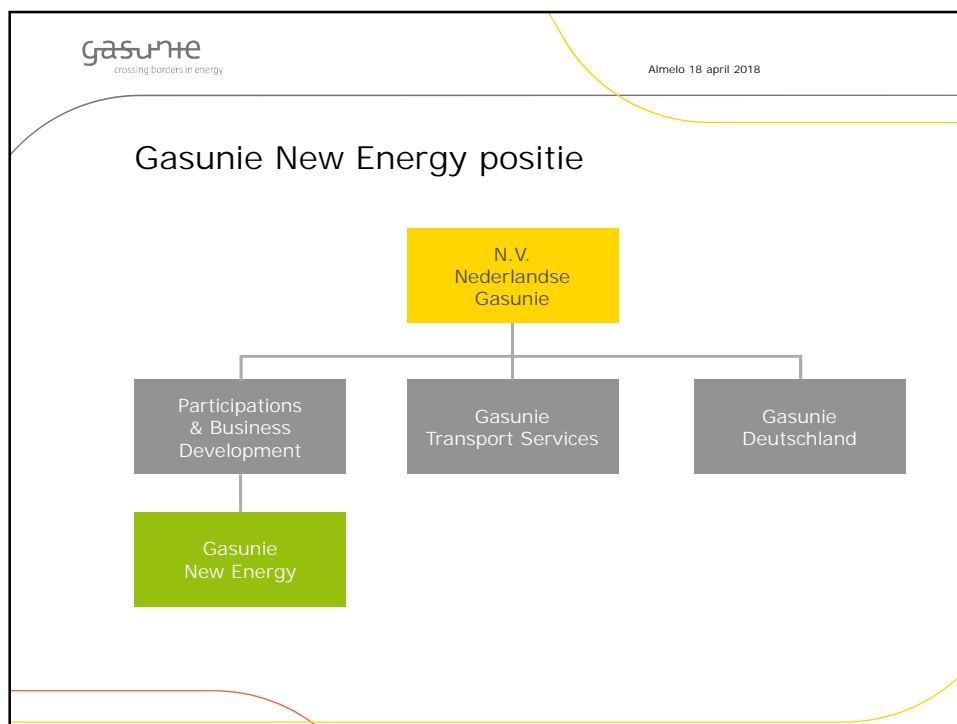 gasunie
crossing borders in energy
Almelo 18 april 2018
Gasunie New Energy positie
N.V.
Nederlandse
Gasunie
Participations
& Business
Development
Gasunie
Transport Services
Gasunie
Deutschland
Gasunie
New Energy